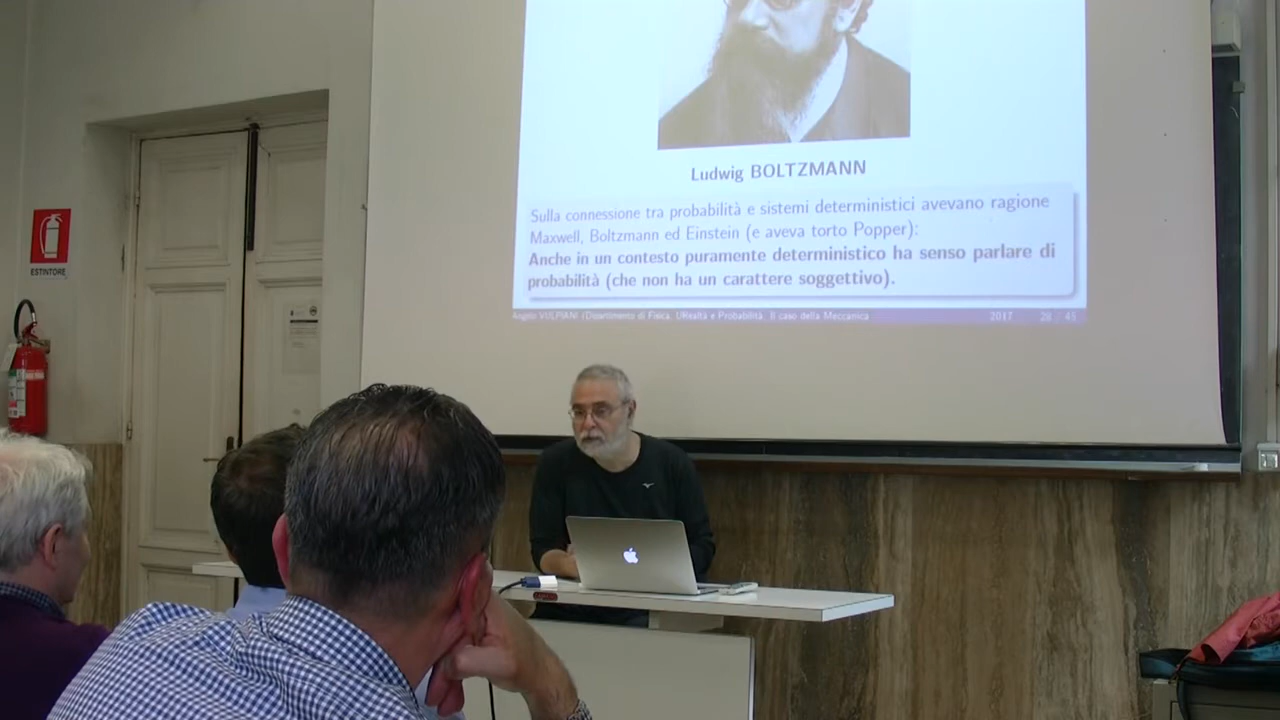 Ludwig BOLTZMANN
Sulla connessione tra probabilità e sistemi deterministici avevano ragione
Maxwell, Boltzmann ed Einstein (e aveva torto Popper):
Anche in un contesto puramente deterministico ha senso parlare di
probabilità (che non ha un carattere soggettivo).
Angelo VULPIANI (Dipartimento di Fisica, URealtà e Probabilità. Il caso della Meccanica 2017 28 / 45
ESTINTORE